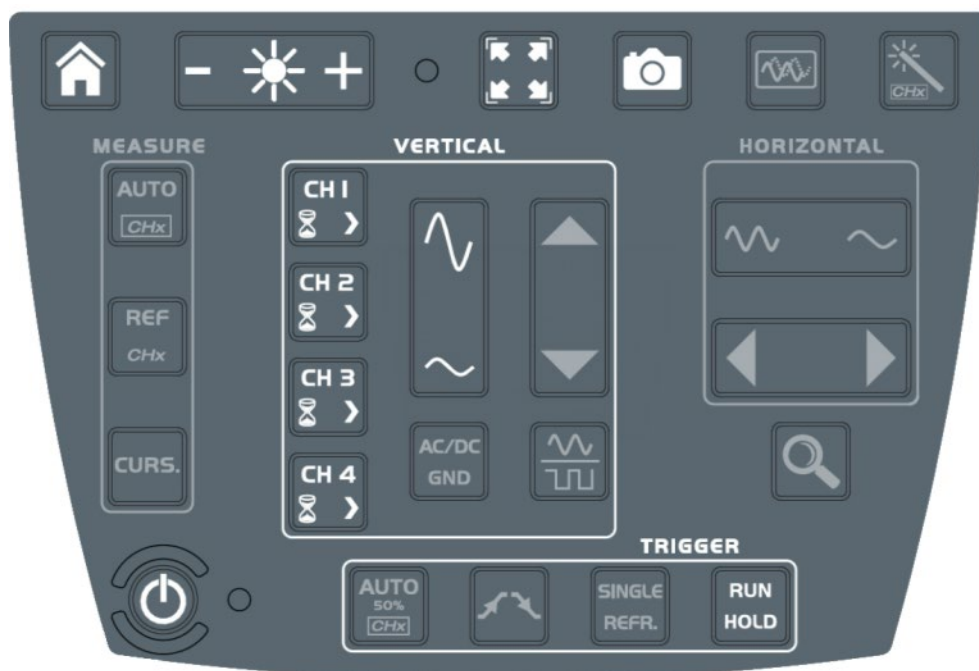 - +
CHx
MEASURE
VERTICAL
HORIZONTAL
AUTO
CHx
REF
CHx
CURS.
CH 1
CH 2
CH 3
CH 4
AC/DC
GND
TRIGGER
AUTO
50%
CHx
SINGLE
REFR.
RUN
HOLD